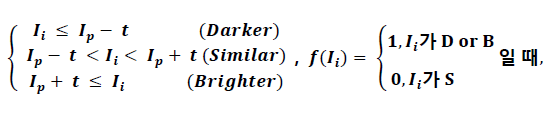 I_i ≤ I_p − t (Darker)
I_p − t < I_i < I_p + t (Similar) , f(I_i) = { 1, I_i가 D or B
0, I_i가 S 일 때,
I_p + t ≤ I_i (Brighter)